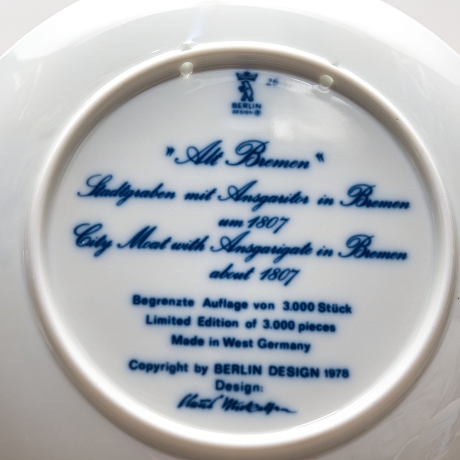 26
BERLIN
DESIGN
"Alt Bremen"
Stadtgraben mit Ansgaritor in Bremen
um 1807
City Moat with Ansgarigate in Bremen
about 1807
Begrenzte Auflage von 3.000 Stück
Limited Edition of 3.000 pieces
Made in West Germany
Copyright by BERLIN DESIGN 1978
Design: